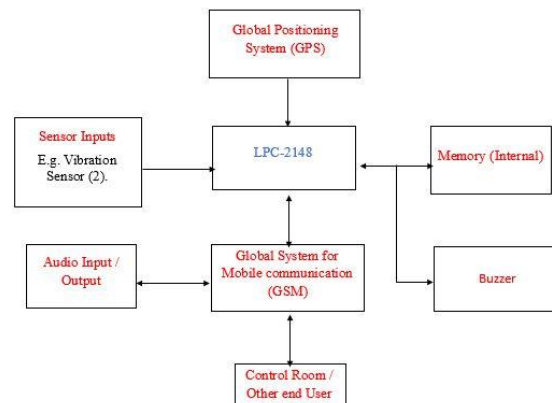 Global Positioning
System (GPS)
Sensor Inputs
E.g. Vibration
Sensor (2).
LPC-2148
Memory (Internal)
Audio Input /
Output
Global System for
Mobile communication
(GSM)
Buzzer
Control Room /
Other end User